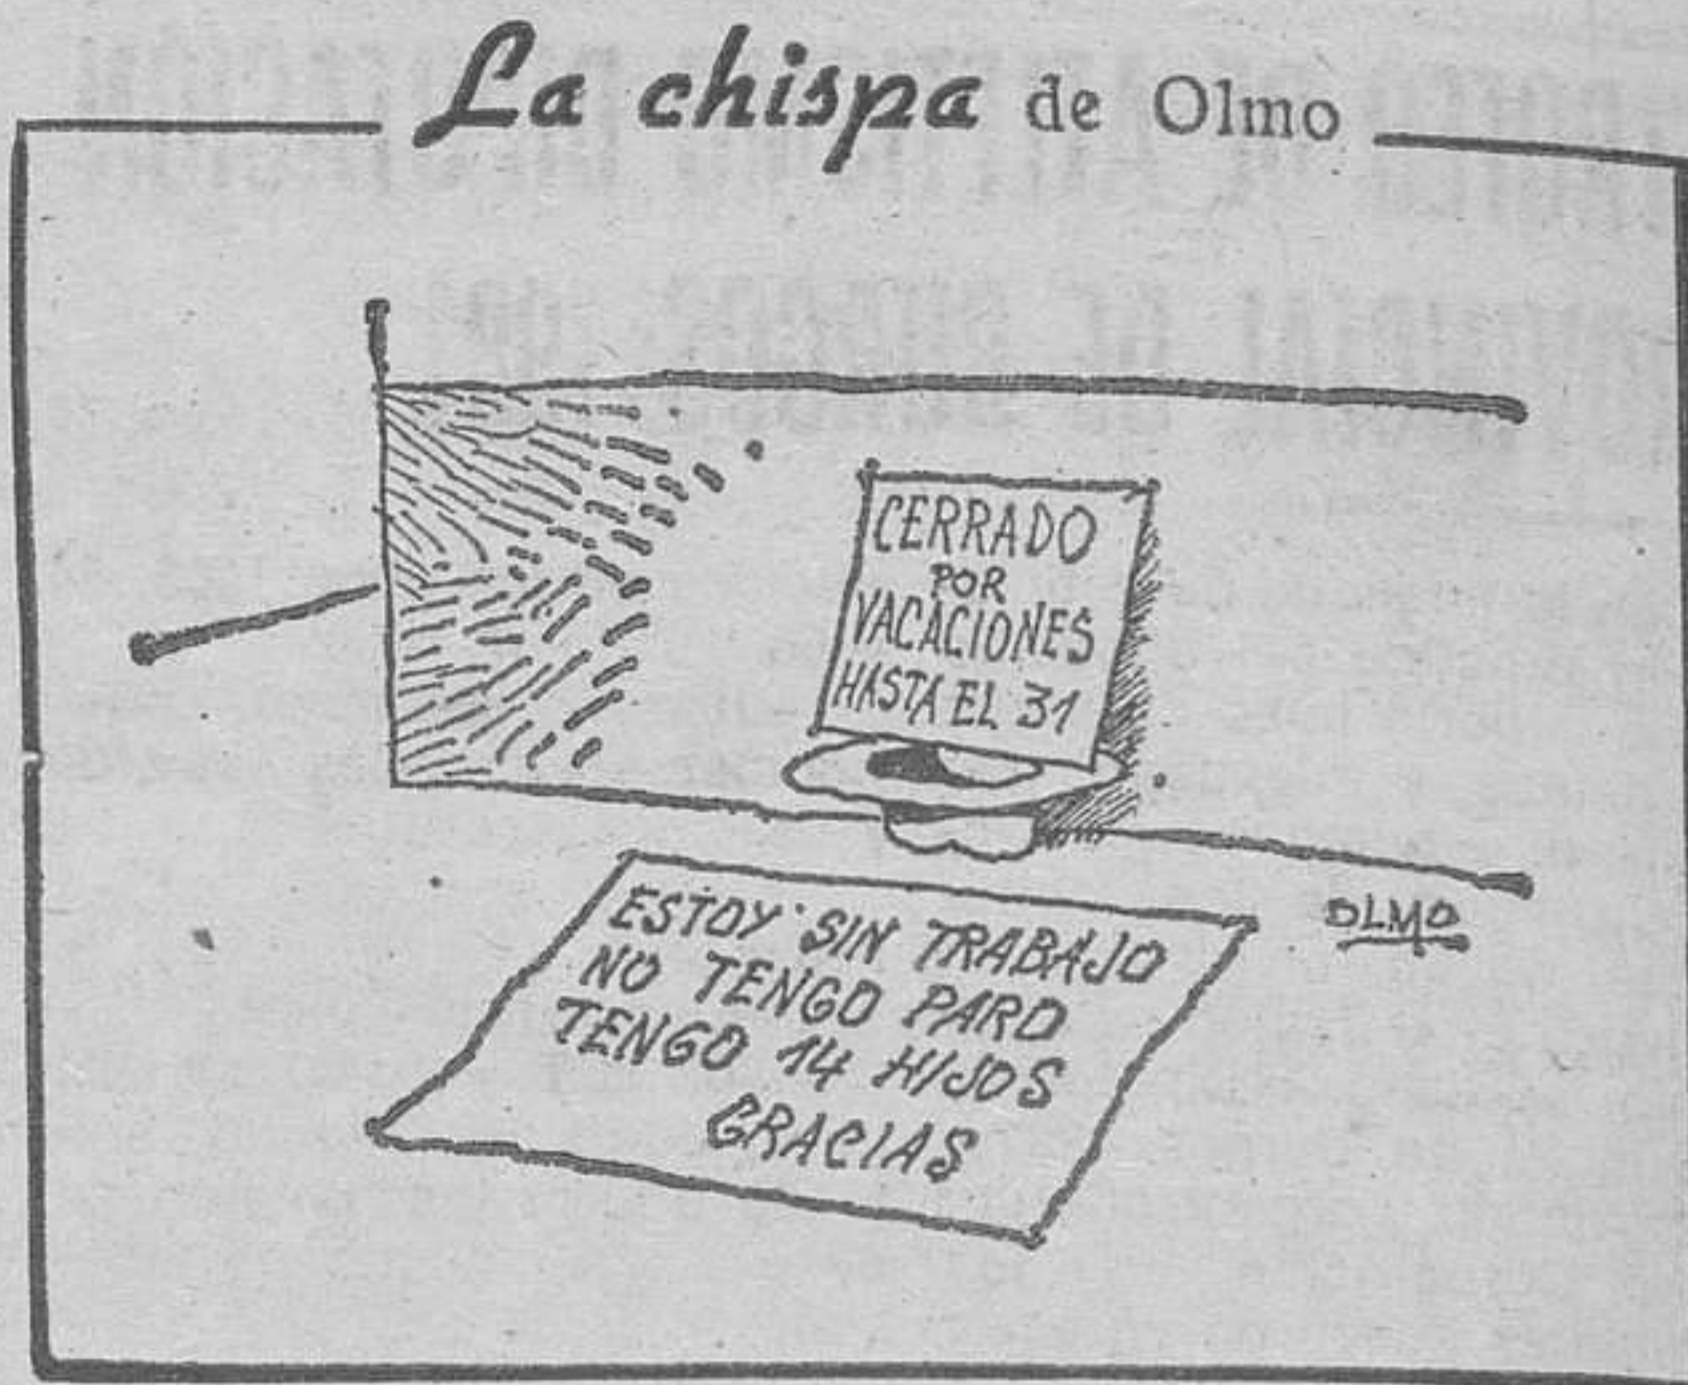 La chispa de Olmo
CERRADO
POR
VACACIONES
HASTA EL 31
OLMO
ESTOY SIN TRABAJO
NO TENGO PARO
TENGO 14 HIJOS
GRACIAS